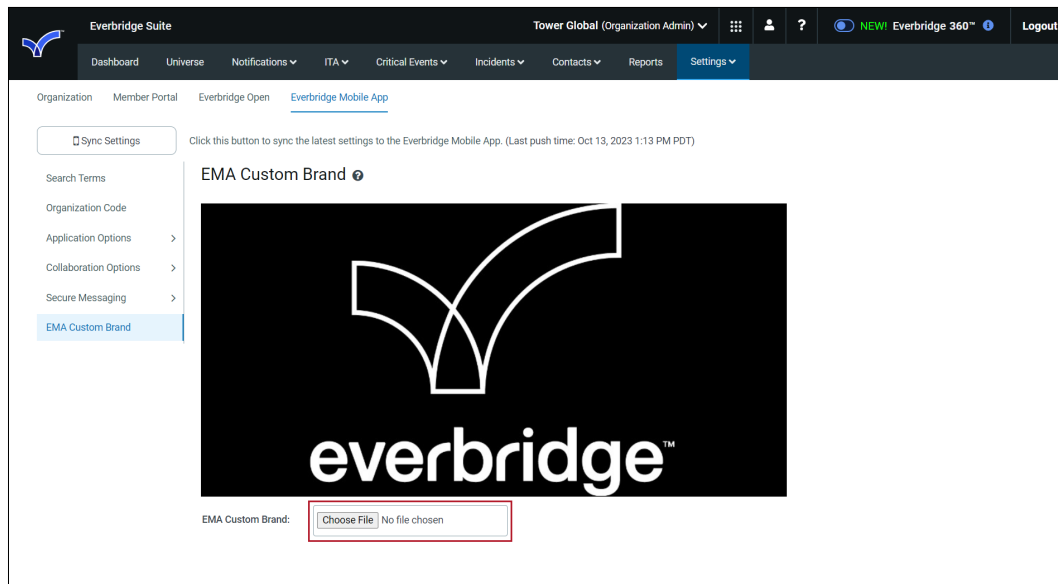 Everbridge Suite
Tower Global (Organization Admin)
?
NEW! Everbridge 360™
Logout
Dashboard Universe Notifications ITA Critical Events Incidents Contacts Reports Settings
Organization Member Portal Everbridge Open Everbridge Mobile App
Sync Settings
Click this button to sync the latest settings to the Everbridge Mobile App. (Last push time: Oct 13, 2023 1:13 PM PDT)
Search Terms
Organization Code
Application Options
Collaboration Options
Secure Messaging
EMA Custom Brand
EMA Custom Brand ?
everbridge™
EMA Custom Brand: Choose File No file chosen